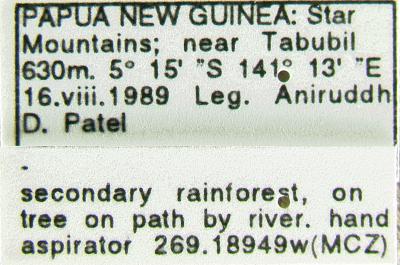 PAPUA NEW GUINEA: Star
Mountains; near Tabubil
630m. 5° 15' "S 141° 13' "E
16.viii.1989 Leg. Aniruddh
D. Patel
secondary rainforest, on
tree on path by river. hand
aspirator 269.18949w(MCZ)